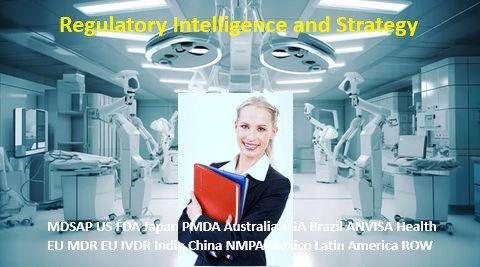 Regulatory Intelligence and Strategy
MDSAP US FDA Japan PMDA Australia TGA Brazil ANVISA Health
EU MDR EU IVDR India China NMPA Mexico Latin America ROW